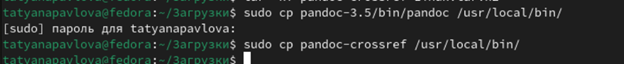 tatyanapavlova@fedora:~/Загрузки$ sudo cp pandoc-3.5/bin/pandoc /usr/local/bin/
[sudo] пароль для tatyanapavlova:
tatyanapavlova@fedora:~/Загрузки$ sudo cp pandoc-crossref /usr/local/bin/
tatyanapavlova@fedora:~/Загрузки$